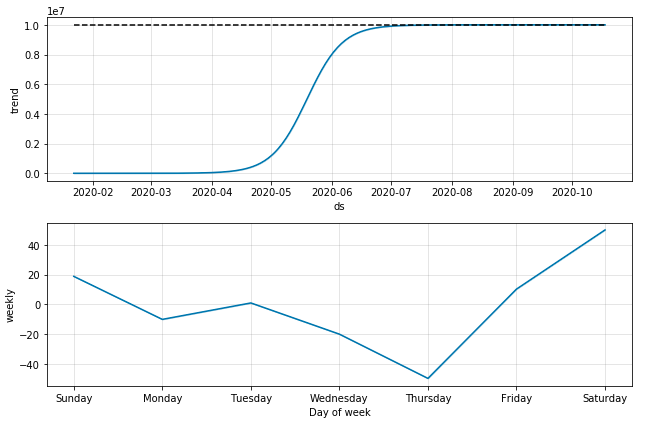 1e7
1.0
0.8
0.6
0.4
0.2
0.0
trend
2020-02 2020-03 2020-04 2020-05 2020-06 2020-07 2020-08 2020-09 2020-10
ds
40
20
0
−20
−40
weekly
Sunday Monday Tuesday Wednesday Thursday Friday Saturday
Day of week